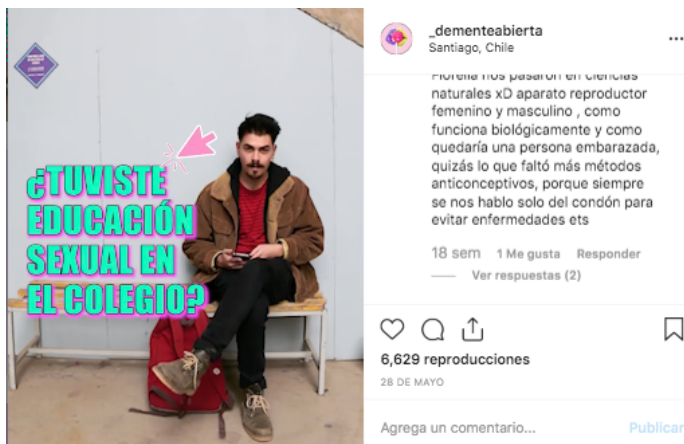 ¿TUVISTE
EDUCACIÓN
SEXUAL EN
EL COLEGIO?
_dementeabierta
Santiago, Chile
Fiorella nos pasaron en ciencias
naturales xD aparato reproductor
femenino y masculino , como
funciona biológicamente y como
quedaría una persona embarazada,
quizás lo que faltó más métodos
anticonceptivos, porque siempre
se nos hablo solo del condón para
evitar enfermedades ets
18 sem 1 Me gusta Responder
Ver respuestas (2)
6,629 reproducciones
28 DE MAYO
Agrega un comentario...
Publicar